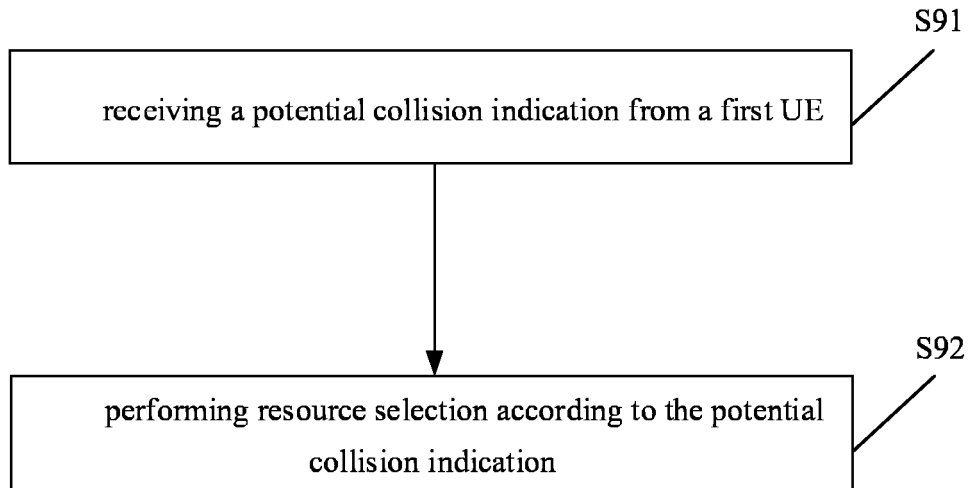 S91
receiving a potential collision indication from a first UE
S92
performing resource selection according to the potential
collision indication